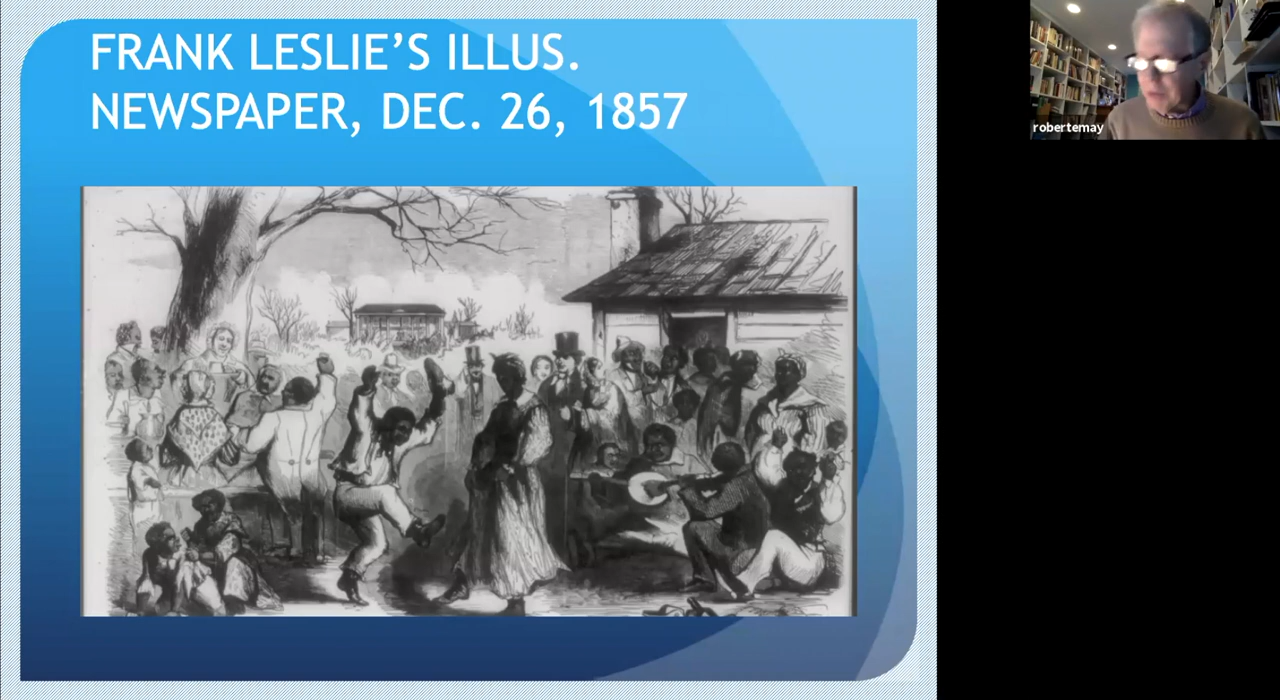 FRANK LESLIE’S ILLUS.
NEWSPAPER, DEC. 26, 1857
robertemay